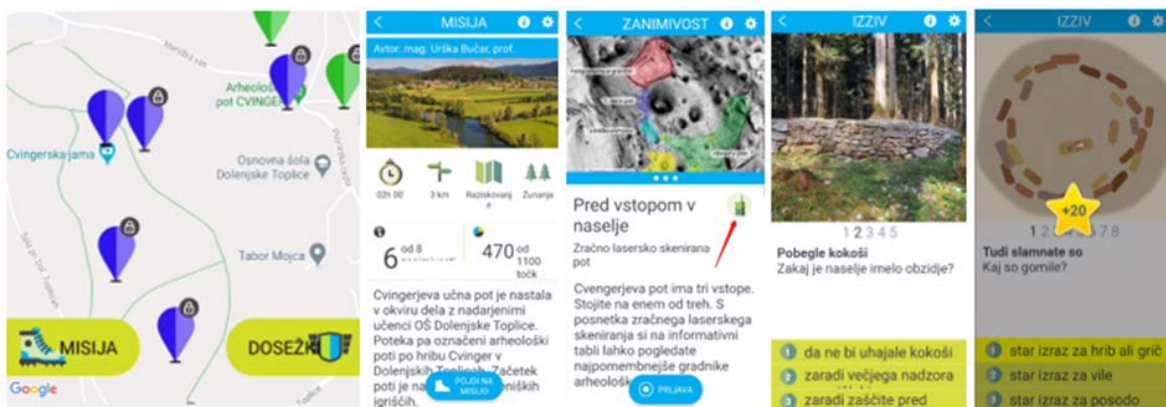 Meniška vas
Arheološ
pot CVINGER
Cvingerska jama
Osnovna šola
Dolenjske Toplice
Pionirska cesta
Tabor Mojca
MISIJA
DOSEŽK
Google
MISIJA
Avtor: mag. Urška Bučar, prof.
02h 00'
3 km
Raziskovanj
e
Zunanja
6 od 8
470 od
1100
točk
Cvingerjeva učna pot je nastala
v okviru dela z nadarjenimi
učenci OŠ Dolenjske Toplice.
Poteka pa označeni arheološki
poti po hribu Cvinger v
Dolenjskih Toplicah. Začetek
poti je na
eniških
igriščih.
POJDI NA
MISIJO
ZANIMIVOST
Pred vstopom v
naselje
Zračno lasersko skenirana
pot
Cvengerjeva pot ima tri vstope.
Stojite na enem od treh. S
posnetka zračnega laserskega
skeniranja si na informativni
tabli lahko pogledate
najpomembnejše gradnike
arheološk
PRIJAVA
IZZIV
1 2 3 4 5
Pobegle kokoši
Zakaj je naselje imelo obzidje?
1 da ne bi uhajale kokoši
2 zaradi večjega nadzora
3 zaradi zaščite pred
IZZIV
+20
1 2
6 7 8
Tudi slamnate so
Kaj so gomile?
1 star izraz za hrib ali grič
2 star izraz za vile
3 star izraz za posodo